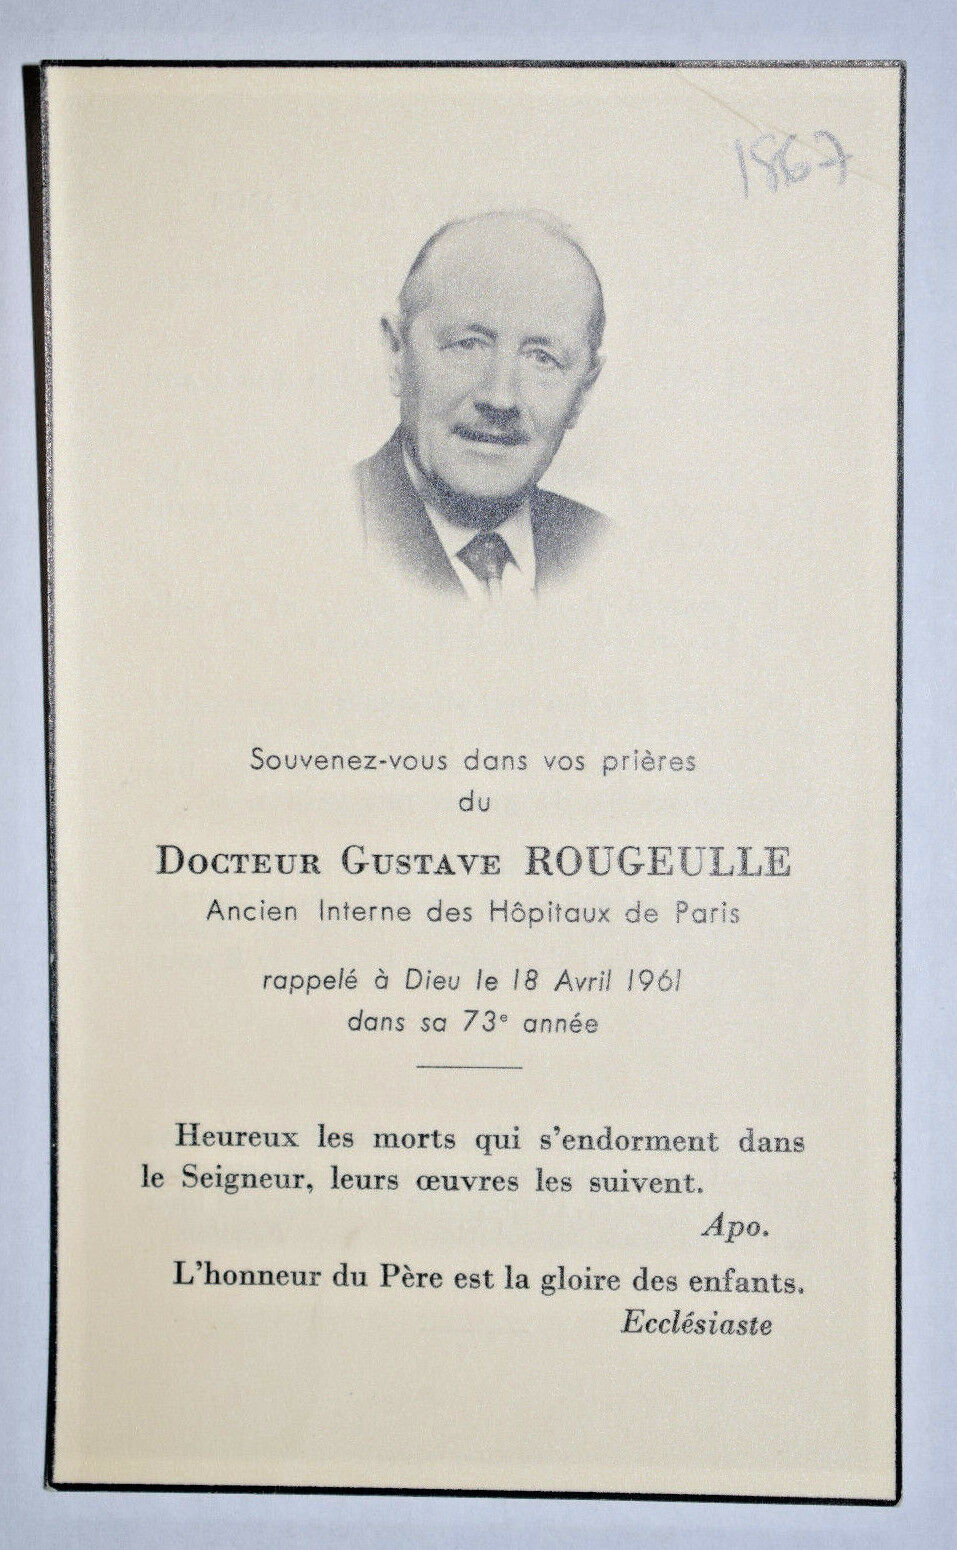 1867
Souvenez-vous dans vos prières
du
DOCTEUR GUSTAVE ROUGEULLE
Ancien Interne des Hôpitaux de Paris
rappelé à Dieu le 18 Avril 1961
dans sa 73e année
Heureux les morts qui s'endorment dans
le Seigneur, leurs œuvres les suivent.
Apo.
L'honneur du Père est la gloire des enfants.
Ecclésiaste